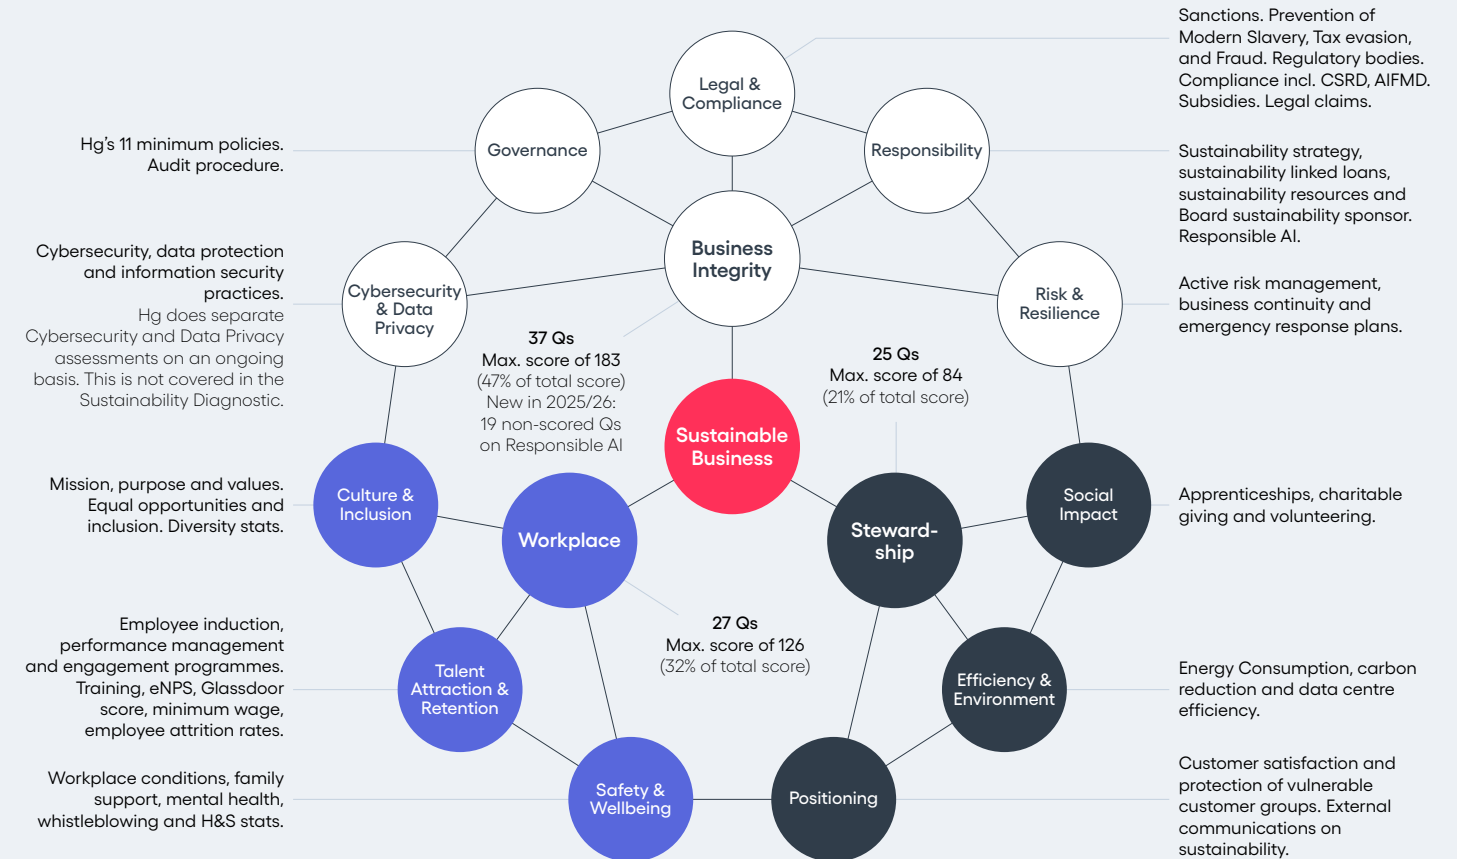 Sanctions. Prevention of
Modern Slavery, Tax evasion,
and Fraud. Regulatory bodies.
Compliance incl. CSRD, AIFMD.
Subsidies. Legal claims.
Legal &
Compliance
Hg’s 11 minimum policies.
Audit procedure.
Governance
Responsibility
Sustainability strategy,
sustainability linked loans,
sustainability resources and
Board sustainability sponsor.
Responsible AI.
Business
Integrity
Cybersecurity, data protection
and information security
practices.
Hg does separate
Cybersecurity and Data Privacy
assessments on an ongoing
basis. This is not covered in the
Sustainability Diagnostic.
Cybersecurity
& Data
Privacy
Risk &
Resilience
Active risk management,
business continuity and
emergency response plans.
37 Qs
Max. score of 183
(47% of total score)
New in 2025/26:
19 non-scored Qs
on Responsible AI
25 Qs
Max. score of 84
(21% of total score)
Sustainable
Business
Mission, purpose and values.
Equal opportunities and
inclusion. Diversity stats.
Culture &
Inclusion
Workplace
Steward-
ship
Social
Impact
Apprenticeships, charitable
giving and volunteering.
27 Qs
Max. score of 126
(32% of total score)
Employee induction,
performance management
and engagement programmes.
Training, eNPS, Glassdoor
score, minimum wage,
employee attrition rates.
Talent
Attraction &
Retention
Efficiency &
Environment
Energy Consumption, carbon
reduction and data centre
efficiency.
Workplace conditions, family
support, mental health,
whistleblowing and H&S stats.
Safety &
Wellbeing
Positioning
Customer satisfaction and
protection of vulnerable
customer groups. External
communications on
sustainability.